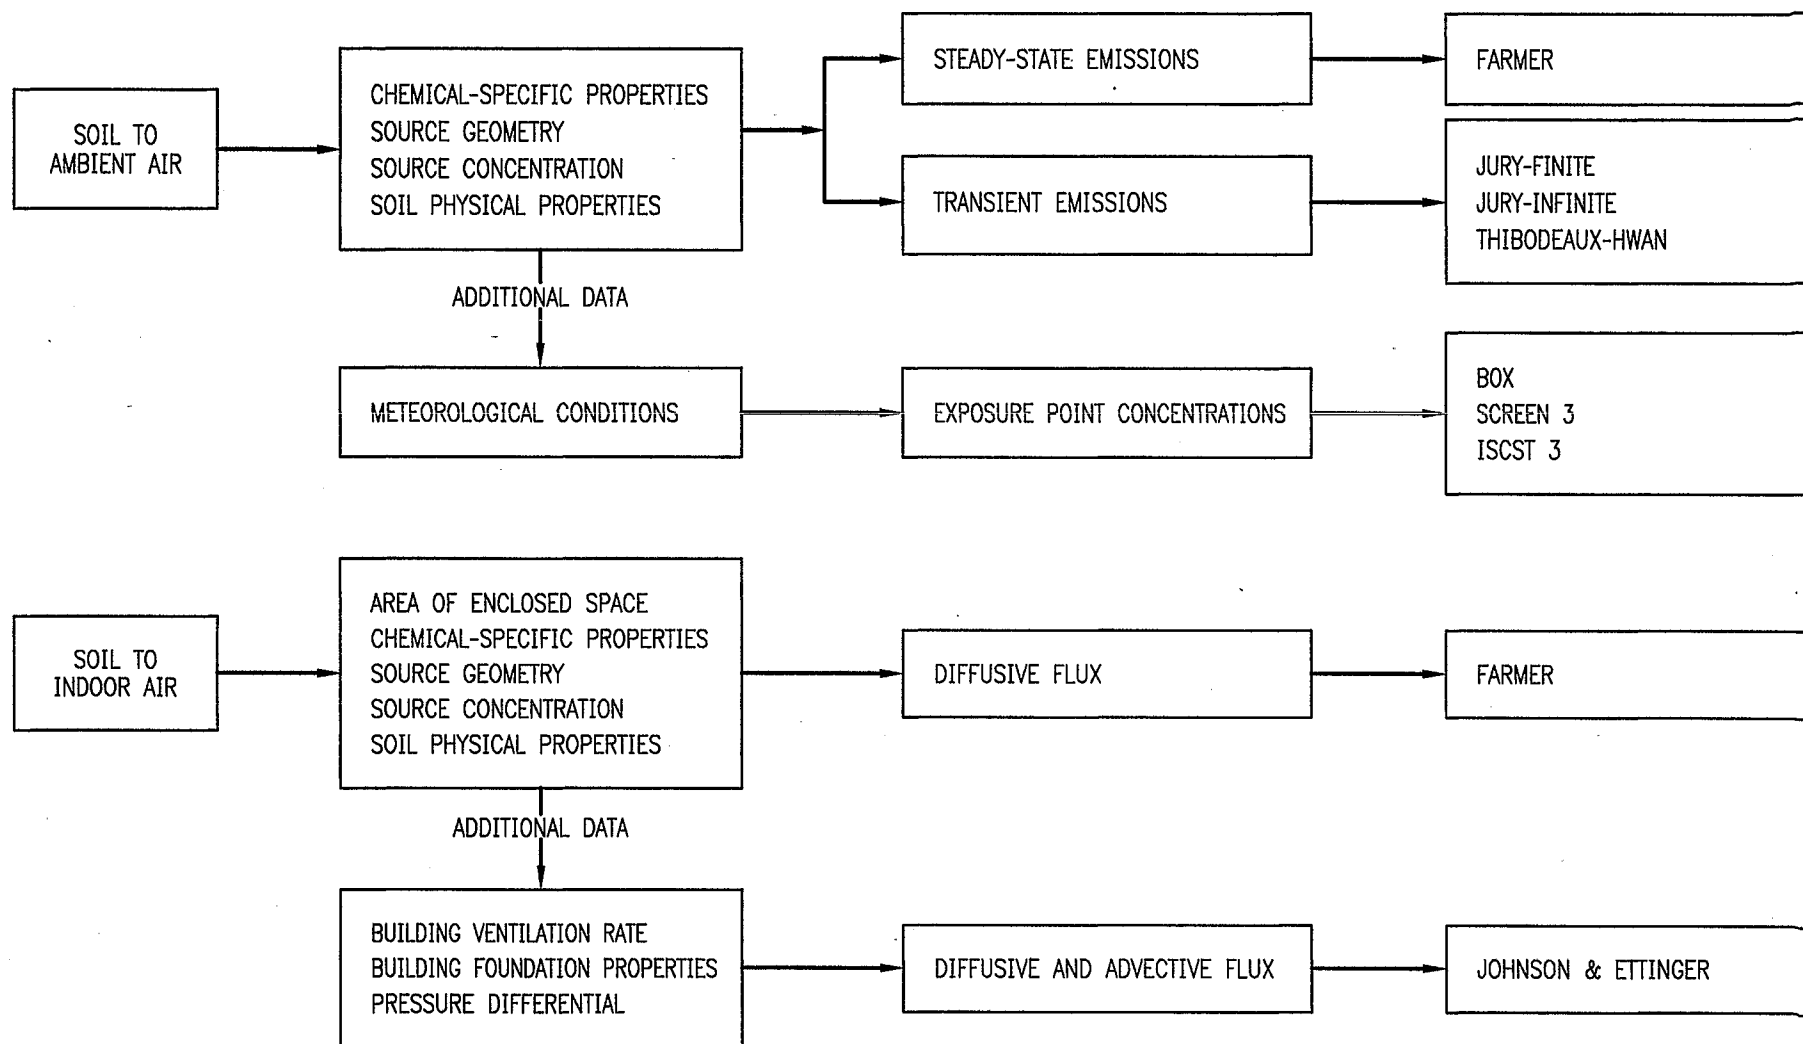 SOIL TO
AMBIENT AIR
CHEMICAL-SPECIFIC PROPERTIES
SOURCE GEOMETRY
SOURCE CONCENTRATION
SOIL PHYSICAL PROPERTIES
STEADY-STATE EMISSIONS
FARMER
TRANSIENT EMISSIONS
JURY-FINITE
JURY-INFINITE
THIBODEAUX-HWAN
ADDITIONAL DATA
METEOROLOGICAL CONDITIONS
EXPOSURE POINT CONCENTRATIONS
BOX
SCREEN 3
ISCST 3
SOIL TO
INDOOR AIR
AREA OF ENCLOSED SPACE
CHEMICAL-SPECIFIC PROPERTIES
SOURCE GEOMETRY
SOURCE CONCENTRATION
SOIL PHYSICAL PROPERTIES
DIFFUSIVE FLUX
FARMER
ADDITIONAL DATA
BUILDING VENTILATION RATE
BUILDING FOUNDATION PROPERTIES
PRESSURE DIFFERENTIAL
DIFFUSIVE AND ADVECTIVE FLUX
JOHNSON & ETTINGER